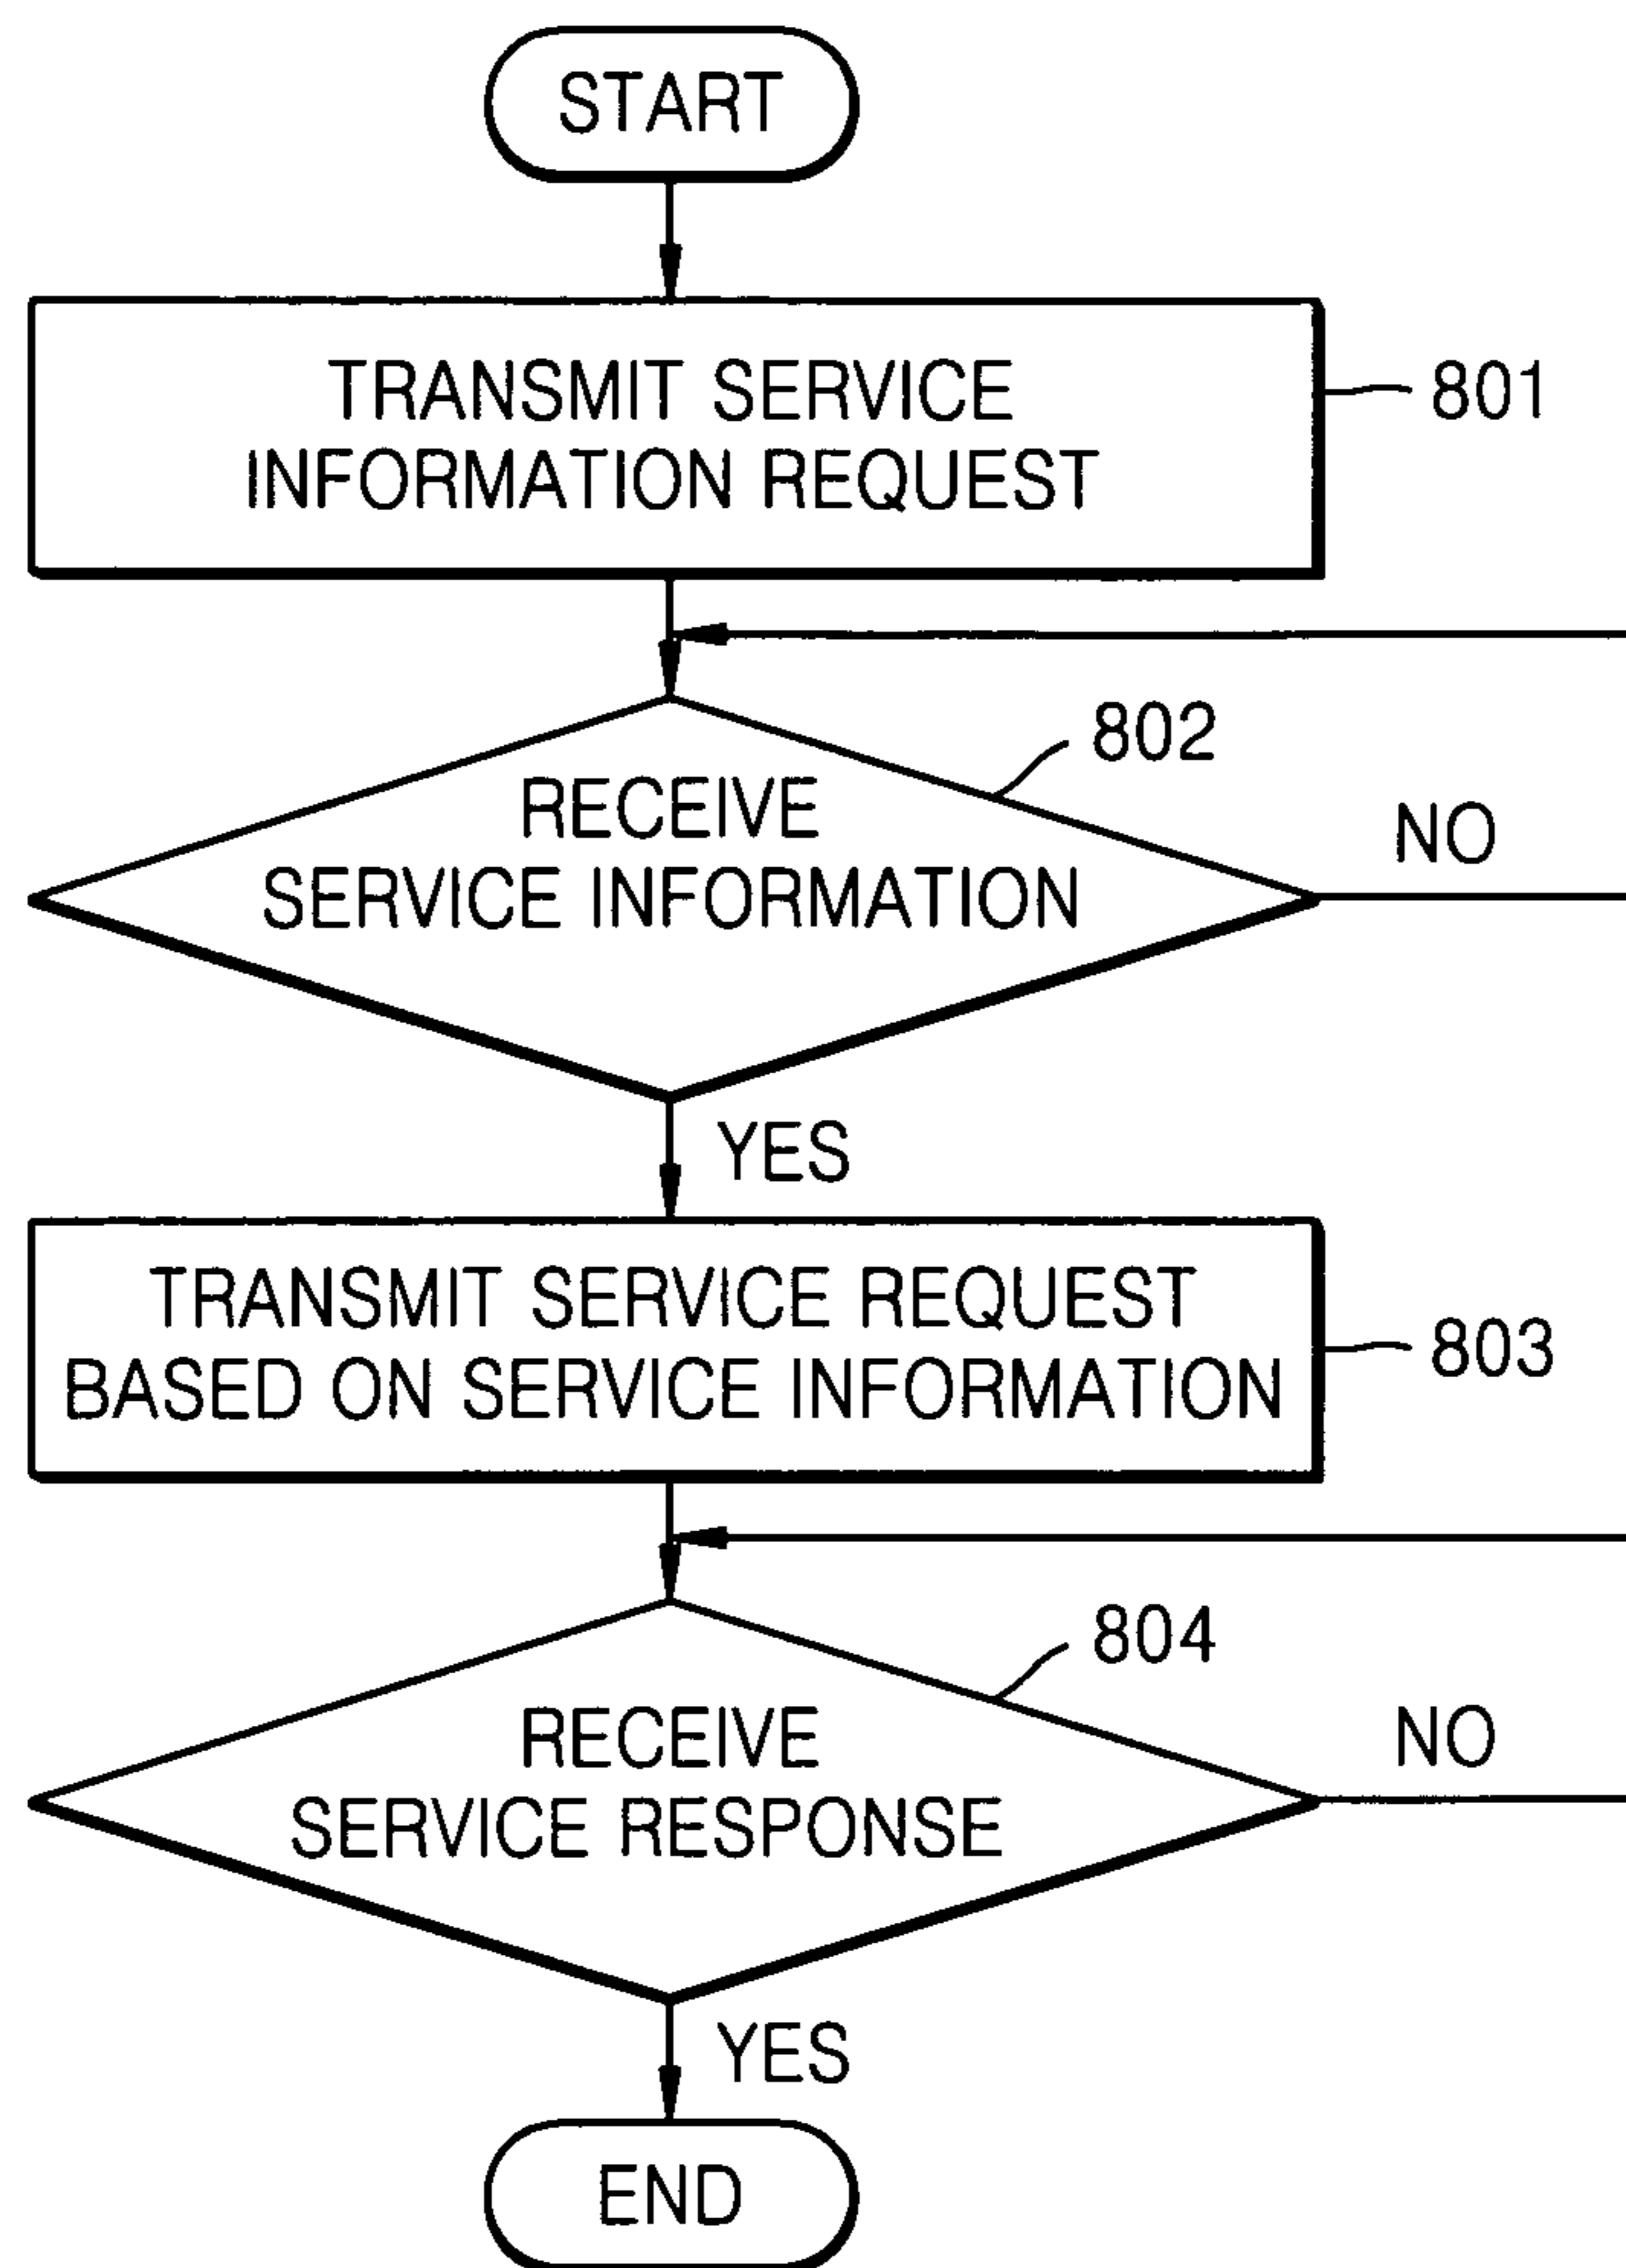 START
TRANSMIT SERVICE
INFORMATION REQUEST
801
802
RECEIVE
SERVICE INFORMATION
NO
YES
TRANSMIT SERVICE REQUEST
BASED ON SERVICE INFORMATION
803
804
RECEIVE
SERVICE RESPONSE
NO
YES
END